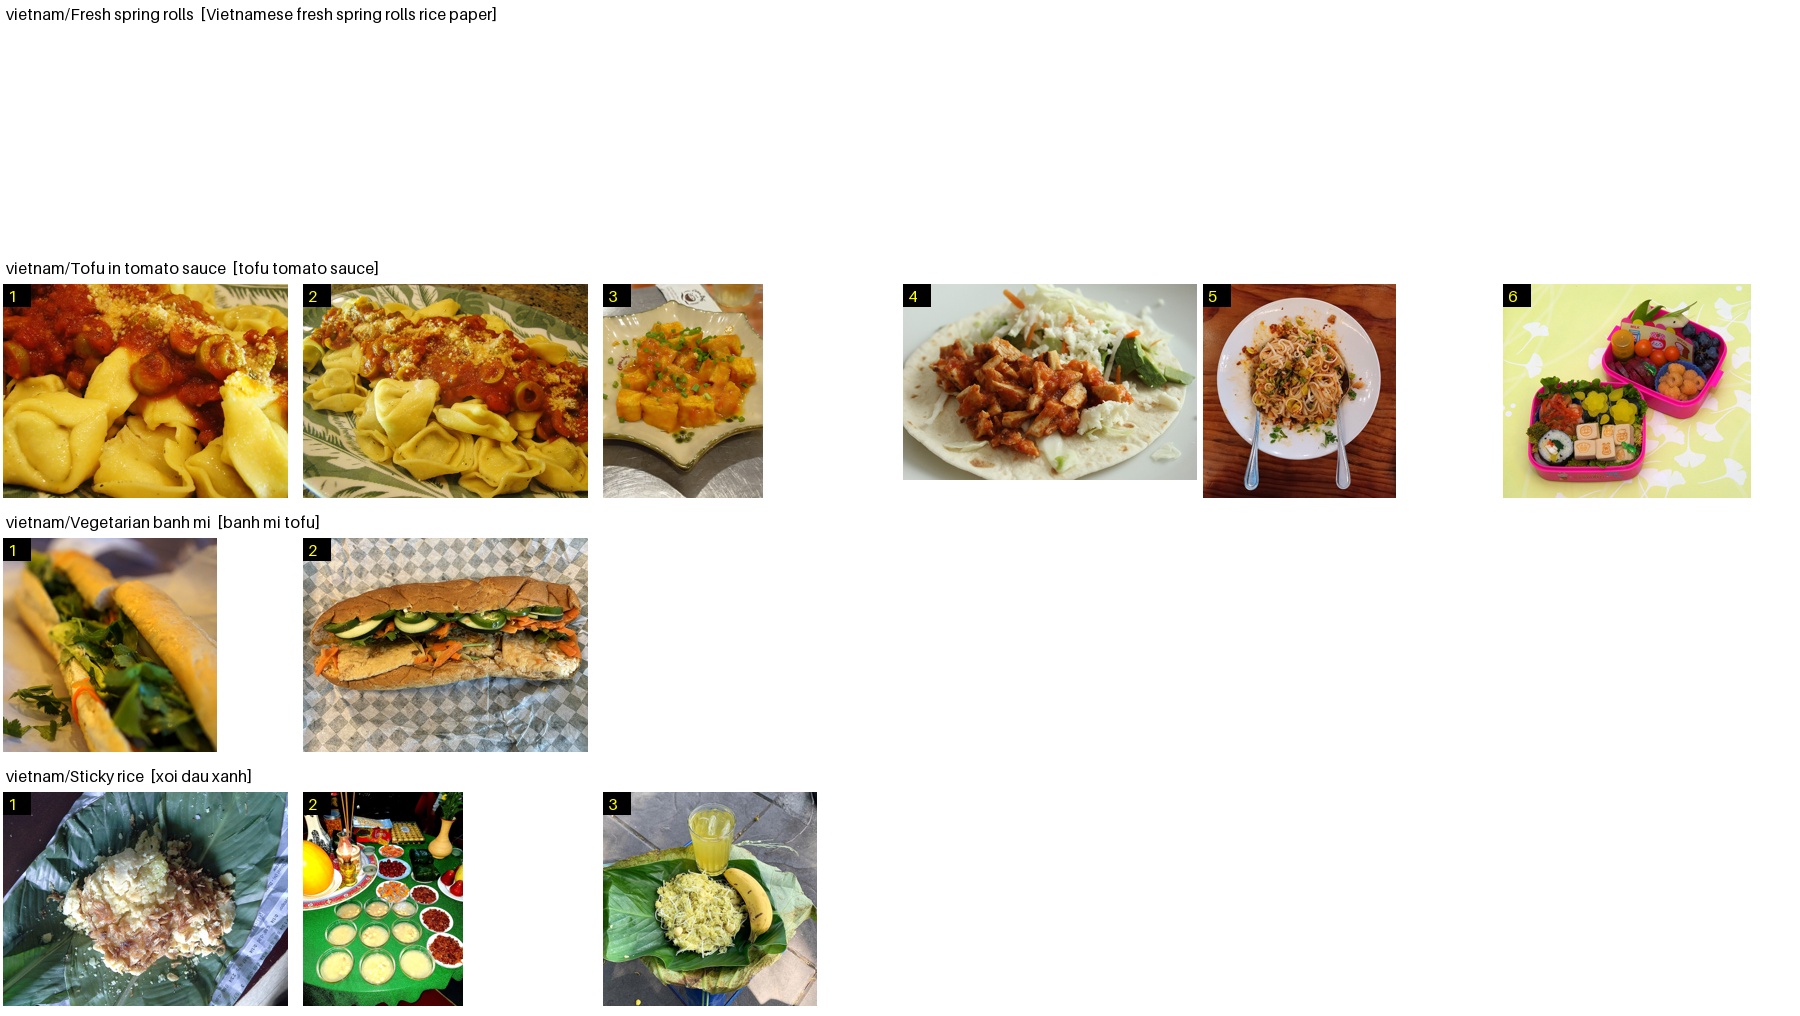 vietnam/Fresh spring rolls [Vietnamese fresh spring rolls rice paper]
vietnam/Tofu in tomato sauce [tofu tomato sauce]
1 2 3 4 5 6
vietnam/Vegetarian banh mi [banh mi tofu]
1 2
vietnam/Sticky rice [xoi dau xanh]
1 2 3